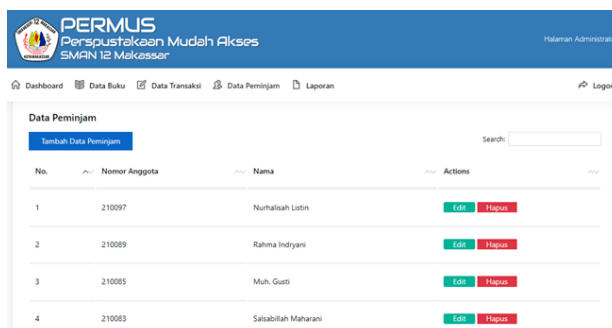 PERMUS
Perspustakaan Mudah Akses
SMAN 12 Makassar
Halaman Administrat
Dashboard Data Buku Data Transaksi Data Peminjam Laporan Logou
Data Peminjam
Tambah Data Peminjam Search:
No. Nomor Anggota Nama Actions
1 210097 Nurhalisah Listin Edit Hapus
2 210089 Rahma Indryani Edit Hapus
3 210085 Muh. Gusti Edit Hapus
4 210083 Salsabillah Maharani Edit Hapus